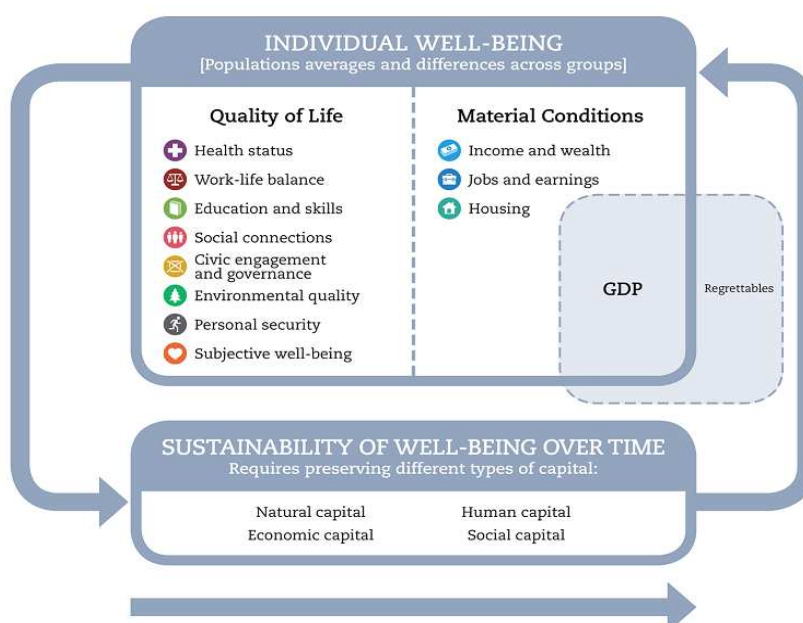 INDIVIDUAL WELL-BEING
[Populations averages and differences across groups]
Quality of Life
Health status
Work-life balance
Education and skills
Social connections
Civic engagement
and governance
Environmental quality
Personal security
Subjective well-being
Material Conditions
Income and wealth
Jobs and earnings
Housing
GDP
Regrettables
SUSTAINABILITY OF WELL-BEING OVER TIME
Requires preserving different types of capital:
Natural capital
Human capital
Economic capital
Social capital